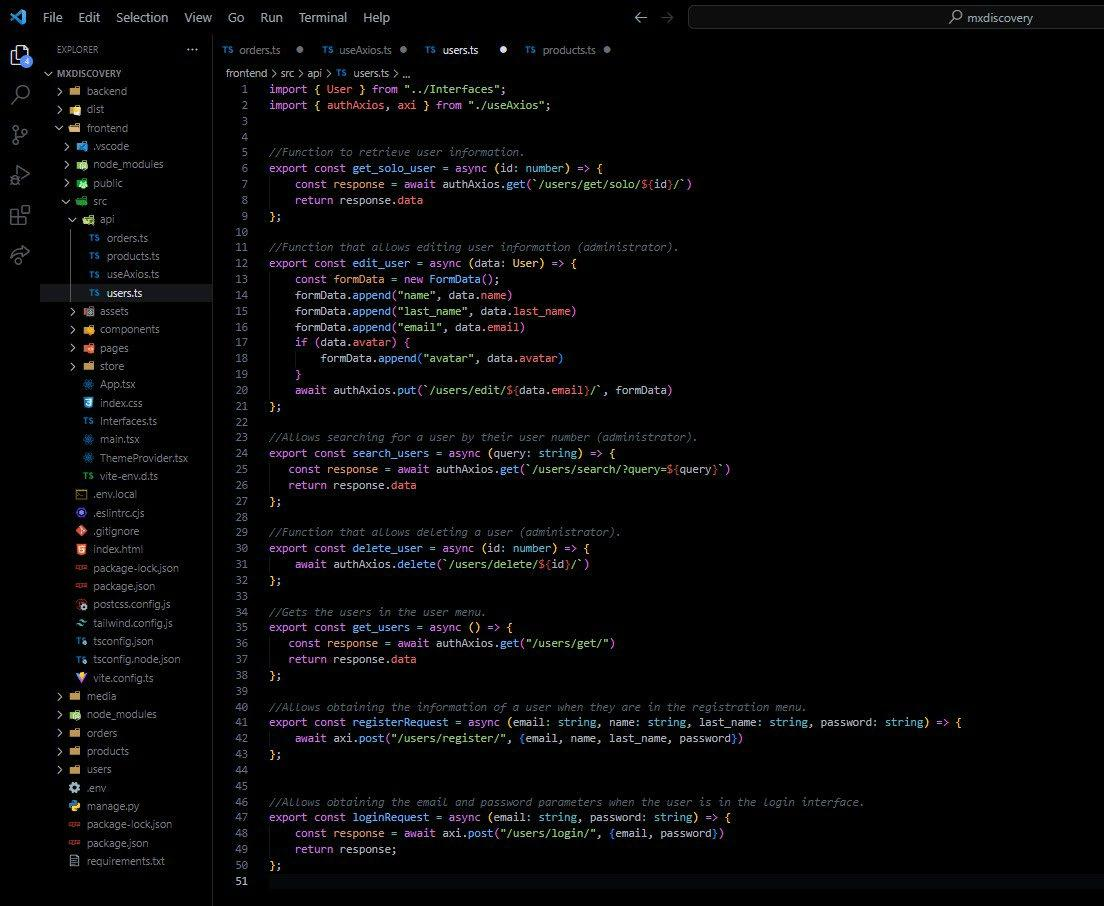 File Edit Selection View Go Run Terminal Help
mxdiscovery
EXPLORER
4
TS orders.ts TS useAxios.ts TS users.ts TS products.ts
MXDISCOVERY
frontend > src > api > TS users.ts > ...
backend
dist
frontend
.vscode
node_modules
public
src
api
TS orders.ts
TS products.ts
TS useAxios.ts
TS users.ts
assets
components
pages
store
App.tsx
index.css
TS Interfaces.ts
main.tsx
ThemeProvider.tsx
TS vite-env.d.ts
.env.local
.eslintrc.cjs
.gitignore
index.html
package-lock.json
package.json
postcss.config.js
tailwind.config.js
tsconfig.json
tsconfig.node.json
vite.config.ts
media
node_modules
orders
products
users
.env
manage.py
package-lock.json
package.json
requirements.txt
1 import { User } from "../Interfaces";
2 import { authAxios, axi } from "./useAxios";
3
4
5 //Function to retrieve user information.
6 export const get_solo_user = async (id: number) => {
7 const response = await authAxios.get(`/users/get/solo/${id}/`)
8 return response.data
9 };
10
11 //Function that allows editing user information (administrator).
12 export const edit_user = async (data: User) => {
13 const formData = new FormData();
14 formData.append("name", data.name)
15 formData.append("last_name", data.last_name)
16 formData.append("email", data.email)
17 if (data.avatar) {
18 formData.append("avatar", data.avatar)
19 }
20 await authAxios.put(`/users/edit/${data.email}/`, formData)
21 };
22
23 //Allows searching for a user by their user number (administrator).
24 export const search_users = async (query: string) => {
25 const response = await authAxios.get(`/users/search/?query=${query}`)
26 return response.data
27 };
28
29 //Function that allows deleting a user (administrator).
30 export const delete_user = async (id: number) => {
31 await authAxios.delete(`/users/delete/${id}/`)
32 };
33
34 //Gets the users in the user menu.
35 export const get_users = async () => {
36 const response = await authAxios.get("/users/get/")
37 return response.data
38 };
39
40 //Allows obtaining the information of a user when they are in the registration menu.
41 export const registerRequest = async (email: string, name: string, last_name: string, password: string) => {
42 await axi.post("/users/register/", {email, name, last_name, password})
43 };
44
45
46 //Allows obtaining the email and password parameters when the user is in the login interface.
47 export const loginRequest = async (email: string, password: string) => {
48 const response = await axi.post("/users/login/", {email, password})
49 return response;
50 };
51